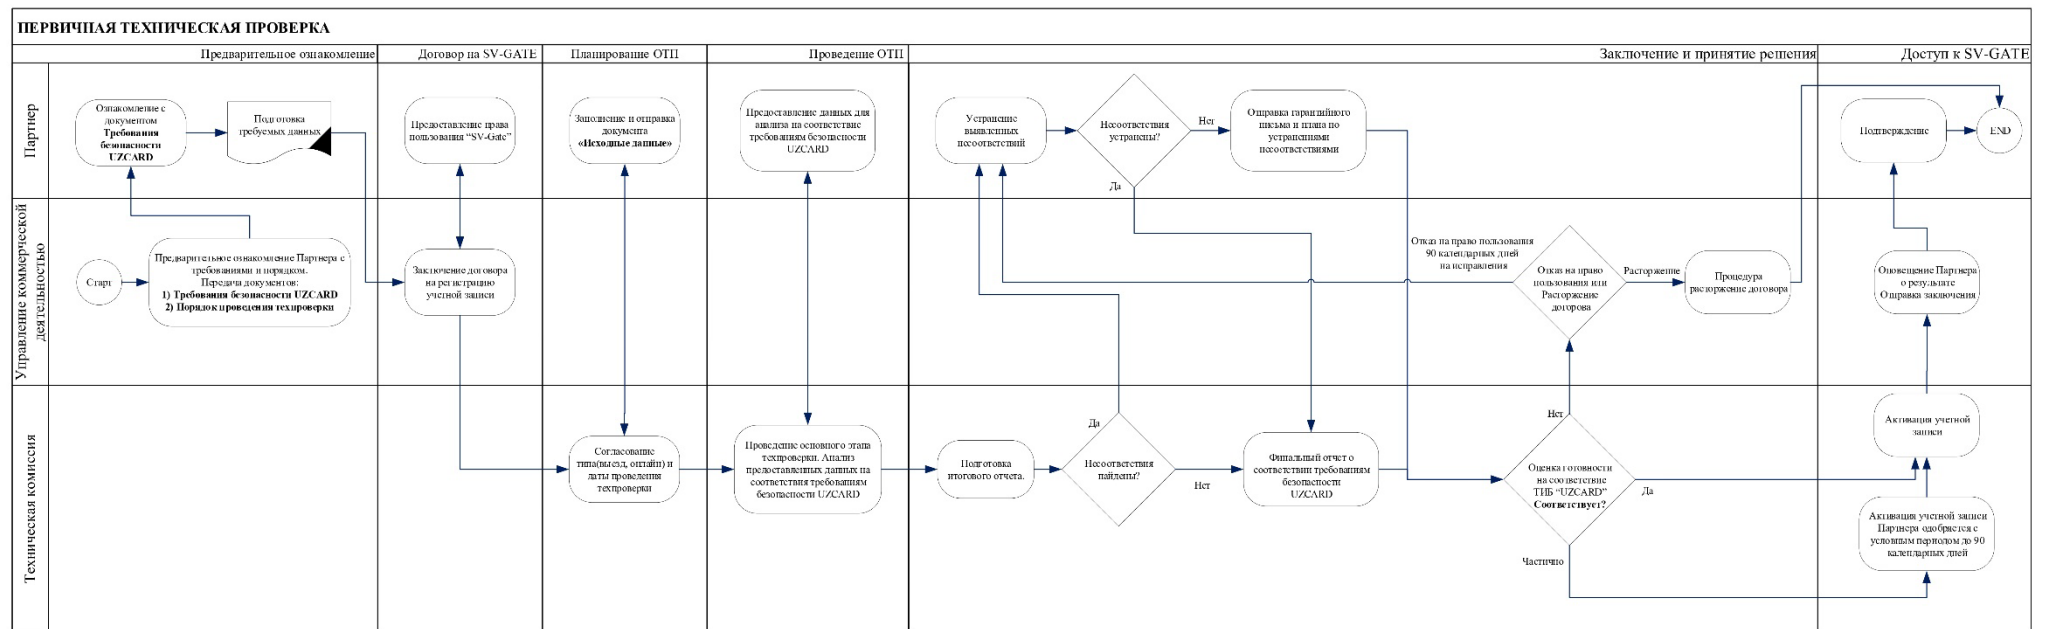 ПЕРВИЧНАЯ ТЕХНИЧЕСКАЯ ПРОВЕРКА
Предварительное ознакомление
Договор на SV-GATE
Планирование ОТП
Проведение ОТП
Заключение и принятие решения
Доступ к SV-GATE
Партнер
Ознакомление с
документом
Требования
безопасности
UZCARD
Подготовка
требуемых данных
Предоставление права
пользования “SV-Gate”
Заполнение и отправка
документа
«Исходные данные»
Предоставление данных для
анализа на соответствие
требованиям безопасности
UZCARD
Устранение
выявленных
несоответствий
Несоответствия
устранены?
Нет
Да
Отправка гарантийного
письма и плана по
устранениями
несоответствиями
Подтверждение
END
Управление коммерческой
деятельностью
Старт
Предварительное ознакомление Партнера с
требованиями и порядком.
Передача документов:
1) Требования безопасности UZCARD
2) Порядок проведения техпроверки
Заключение договора
на регистрацию
учетной записи
Отказ на право пользования
90 календарных дней
на исправления
Отказ на право
пользования или
Расторжение
догорова
Расторжение
Процедура
расторжение договора
Оповещение Партнера
о результате
Отправка заключения
Техническая комиссия
Согласование
типа(выезд, онлайн) и
даты проведения
техпроверки
Проведение основного этапа
техпроверки. Анализ
предоставленных данных на
соответствия требованиям
безопасности UZCARD
Подготовка
итогового отчета.
Да
Несоответствия
найдены?
Нет
Финальный отчет о
соответствии требованиям
безопасности
UZCARD
Нет
Оценка готовности
на соответствие
ТИБ “UZCARD”
Соответствует?
Да
Частично
Активация учетной
записи
Активация учетной записи
Партнера одобряется с
условным периодом до 90
календарных дней